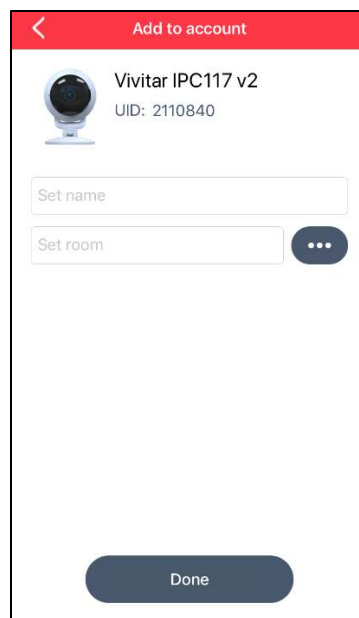 Add to account
Vivitar IPC117 v2
UID: 2110840
Set name
Set room
Done